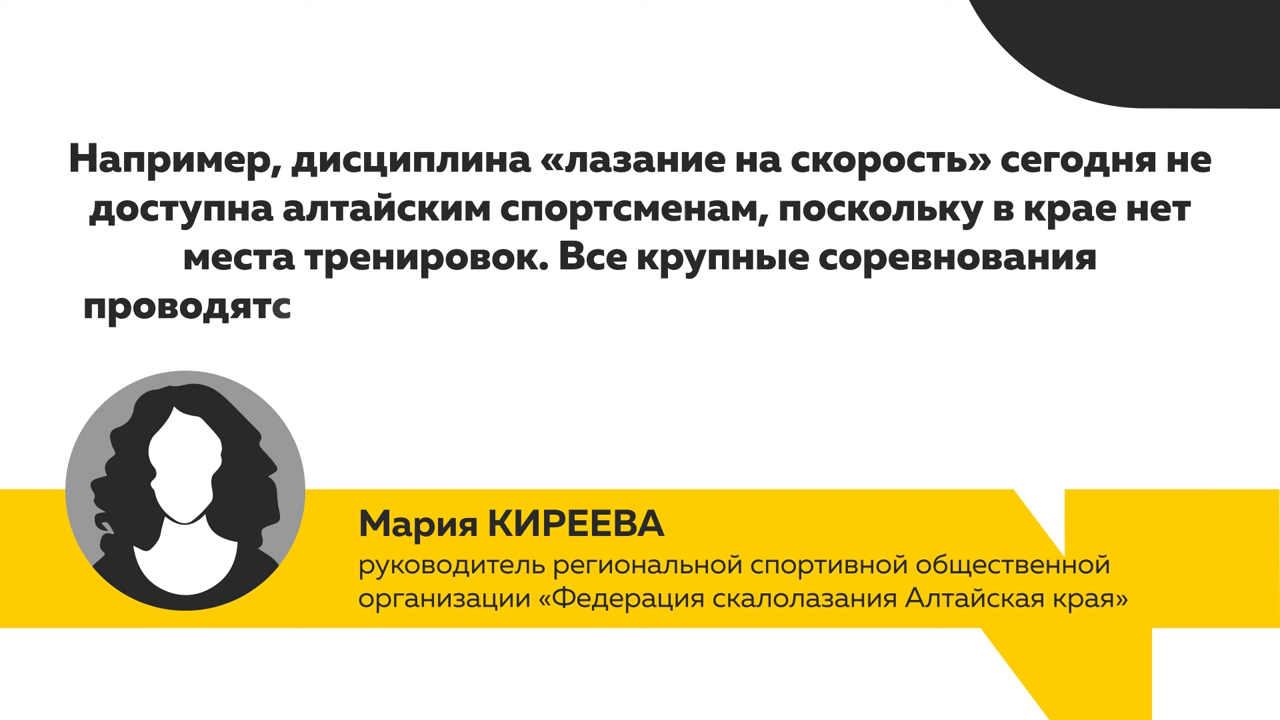 Например, дисциплина «лазание на скорость» сегодня не
доступна алтайским спортсменам, поскольку в крае нет
места тренировок. Все крупные соревнования
проводятс
Мария КИРЕЕВА
руководитель региональной спортивной общественной
организации «Федерация скалолазания Алтайская края»